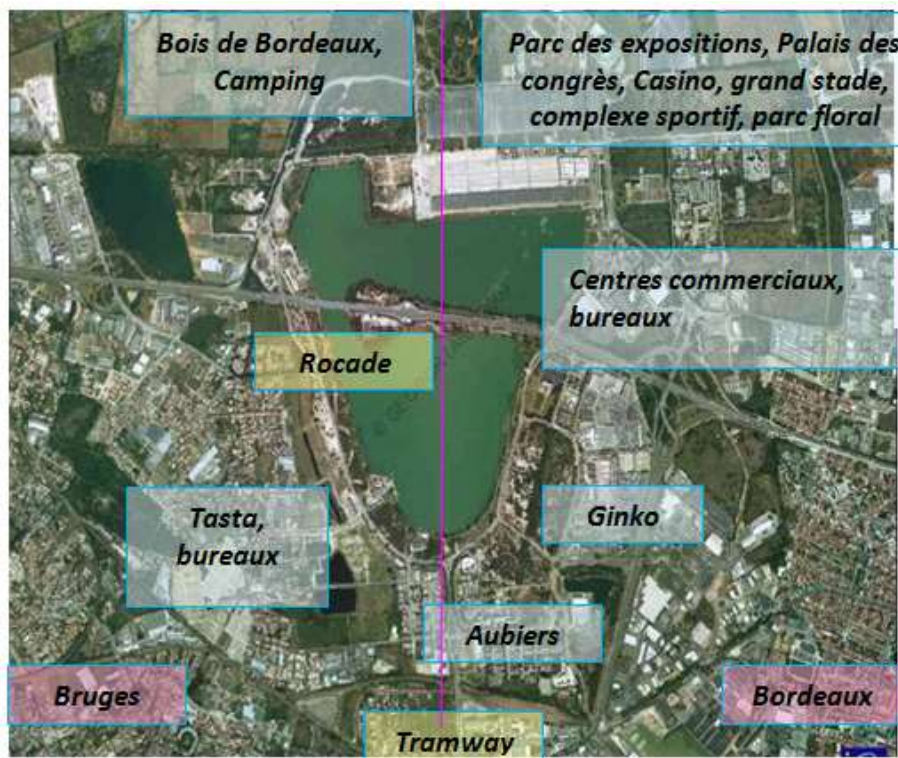 Bois de Bordeaux,
Camping
Parc des expositions, Palais des
congrès, Casino, grand stade,
complexe sportif, parc floral
Centres commerciaux,
bureaux
Rocade
Tasta,
bureaux
Ginko
Aubiers
Bruges
Bordeaux
Tramway